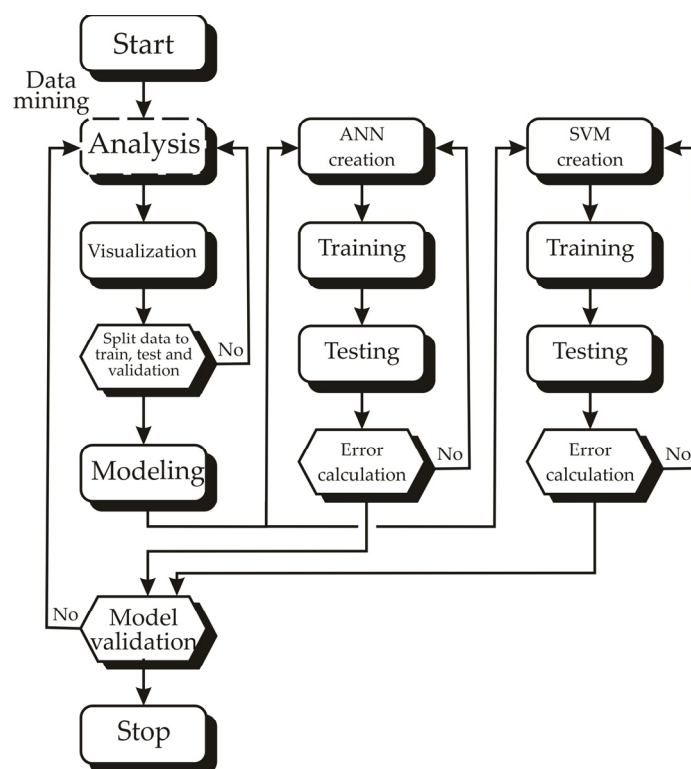 Start
Data
mining
Analysis
Visualization
Split data to
train, test and
validation
No
Modeling
ANN
creation
Training
Testing
Error
calculation
No
SVM
creation
Training
Testing
Error
calculation
No
No
Model
validation
Stop